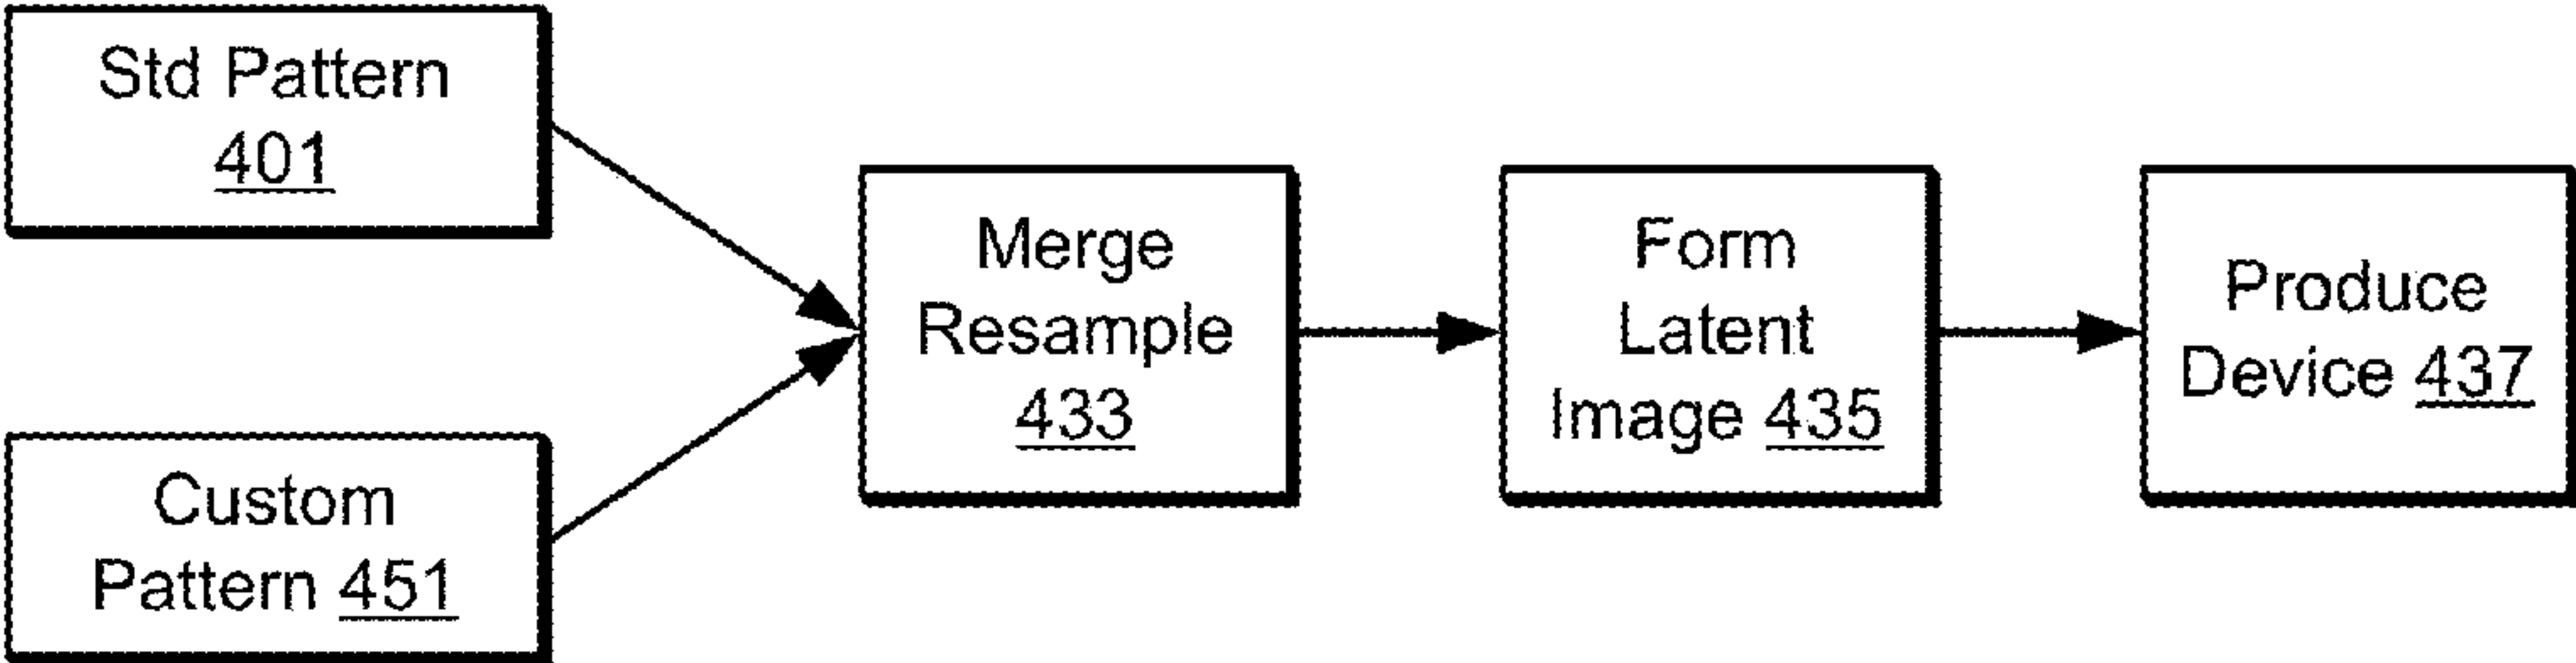 Std Pattern
401
Custom
Pattern 451
Merge
Resample
433
Form
Latent
Image 435
Produce
Device 437